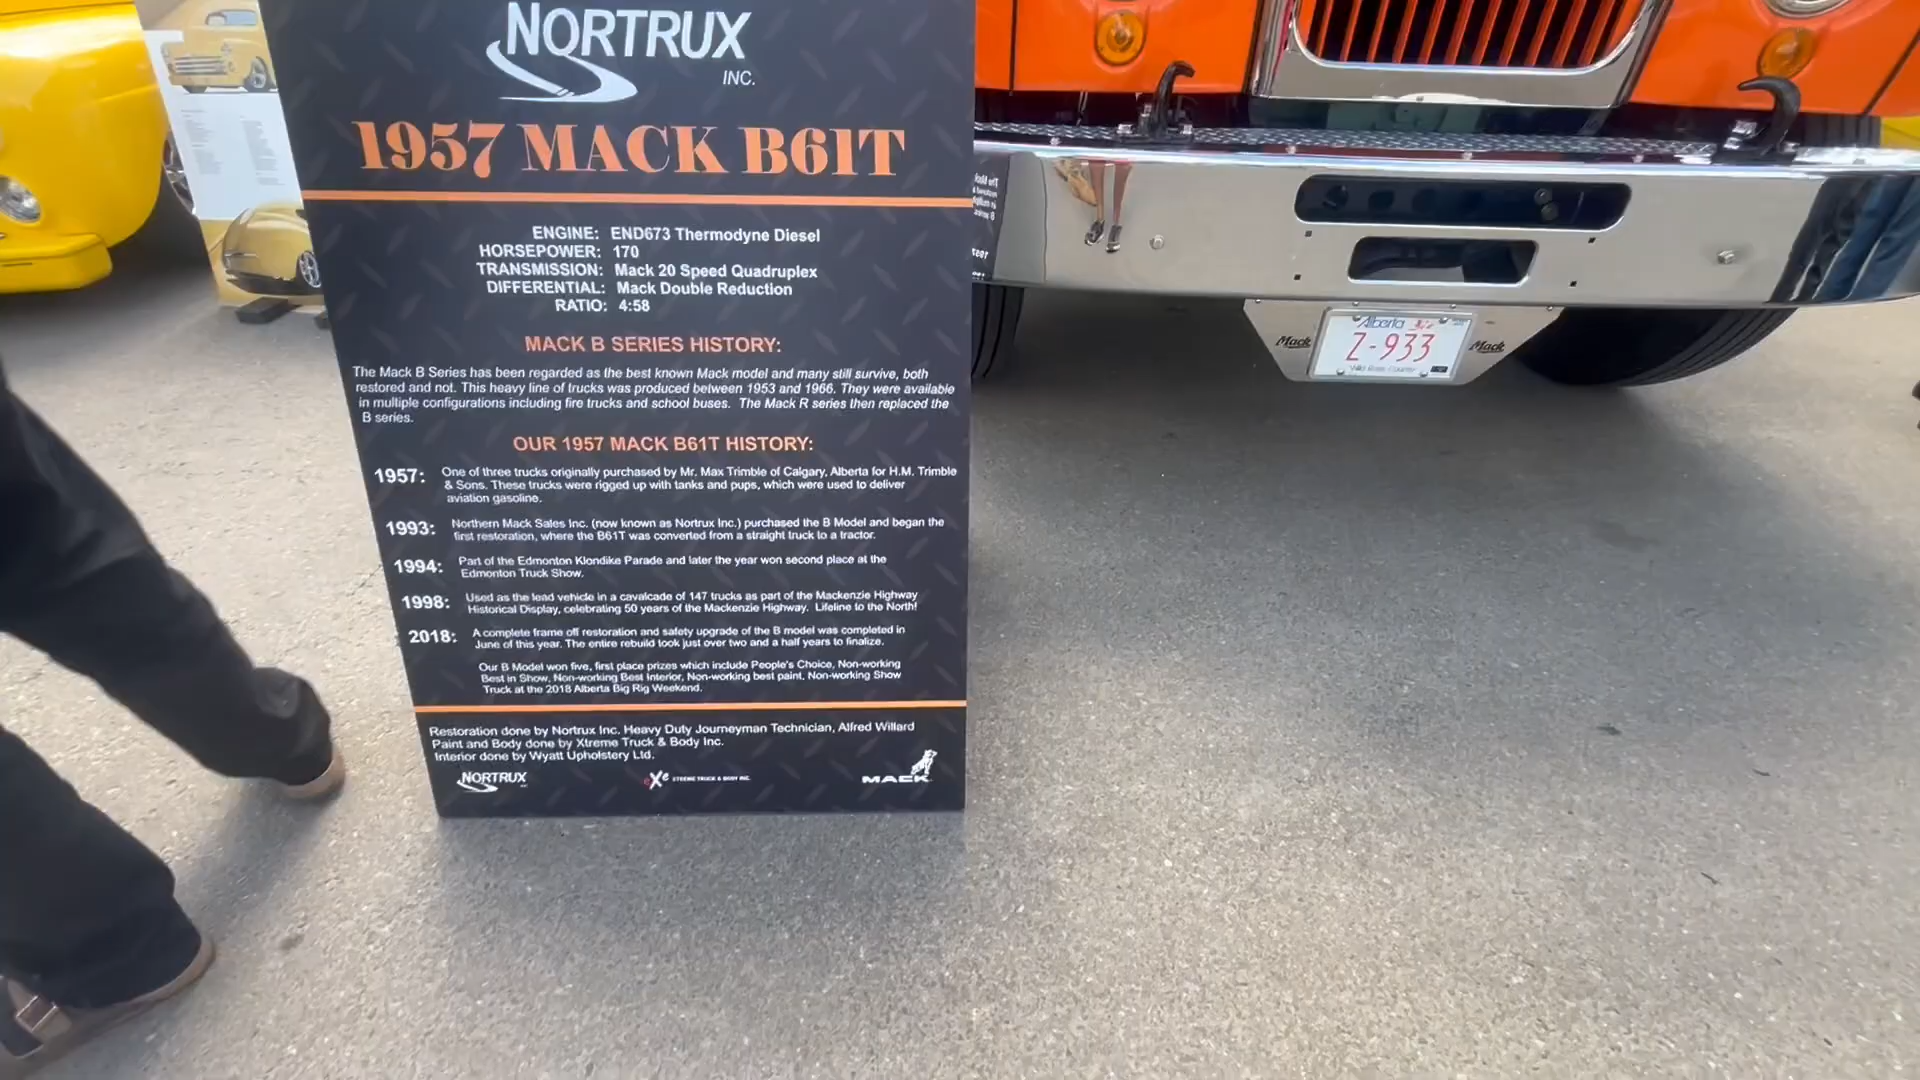 NORTRUX
INC.
1957 MACK B61T
ENGINE: END673 Thermodyne Diesel
HORSEPOWER: 170
TRANSMISSION: Mack 20 Speed Quadruplex
DIFFERENTIAL: Mack Double Reduction
RATIO: 4:58
MACK B SERIES HISTORY:
The Mack B Series has been regarded as the best known Mack model and many still survive, both
restored and not. This heavy line of trucks was produced between 1953 and 1966. They were available
in multiple configurations including fire trucks and school buses. The Mack R series then replaced the
B series.
OUR 1957 MACK B61T HISTORY:
1957: One of three trucks originally purchased by Mr. Max Trimble of Calgary, Alberta for H.M. Trimble
& Sons. These trucks were rigged up with tanks and pups, which were used to deliver
aviation gasoline.
1993: Northern Mack Sales Inc. (now known as Nortrux Inc.) purchased the B Model and began the
first restoration, where the B61T was converted from a straight truck to a tractor.
1994: Part of the Edmonton Klondike Parade and later the year won second place at the
Edmonton Truck Show.
1998: Used as the lead vehicle in a cavalcade of 147 trucks as part of the Mackenzie Highway
Historical Display, celebrating 50 years of the Mackenzie Highway. Lifeline to the North!
2018: A complete frame off restoration and safety upgrade of the B model was completed in
June of this year. The entire rebuild took just over two and a half years to finalize.
Our B Model won five, first place prizes which include People's Choice, Non-working
Best in Show, Non-working Best Interior, Non-working best paint, Non-working Show
Truck at the 2018 Alberta Big Rig Weekend.
Restoration done by Nortrux Inc. Heavy Duty Journeyman Technician, Alfred Willard
Paint and Body done by Xtreme Truck & Body Inc.
Interior done by Wyatt Upholstery Ltd.
NORTRUX
INC
eXe XTREME TRUCK & BODY INC.
MACK
Alberta
Mack
Z-933
Mack
Wild Rose Country